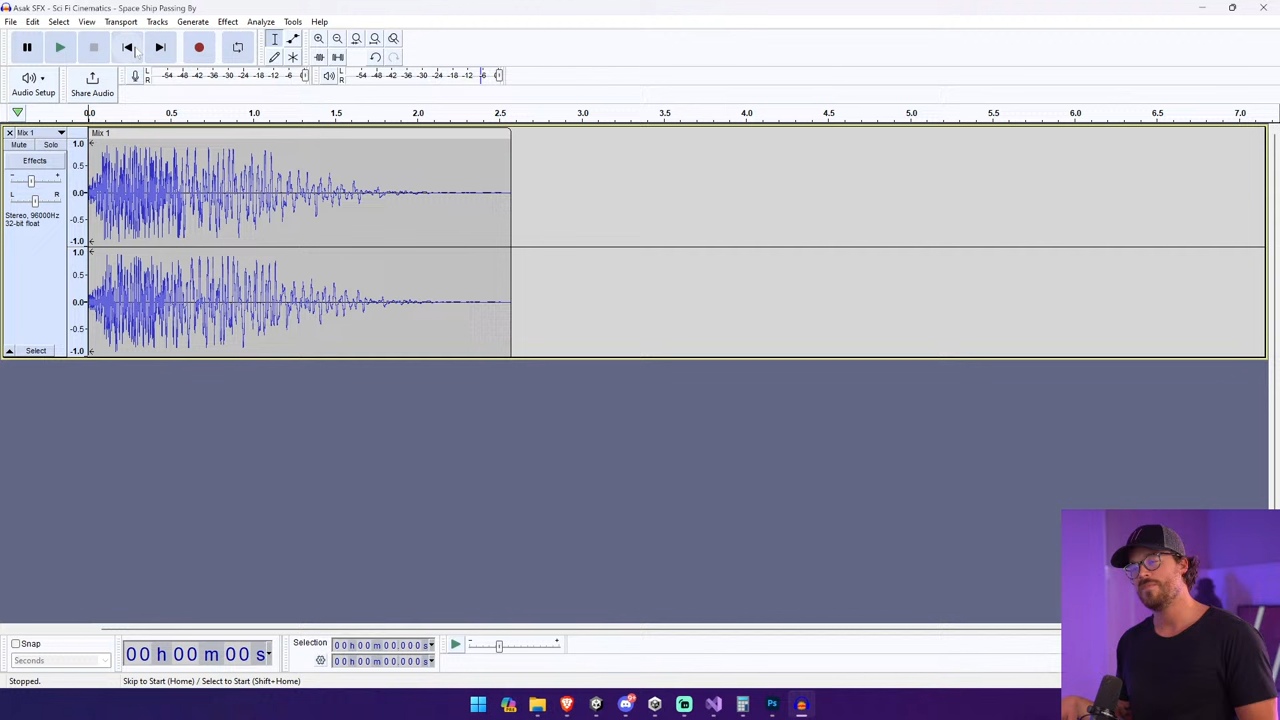 Asak SFX - Sci Fi Cinematics - Space Ship Passing By
File Edit Select View Transport Tracks Generate Effect Analyze Tools Help
L
R
-54 -48 -42 -36 -30 -24 -18 -12 -6 0
L
R
-54 -48 -42 -36 -30 -24 -18 -12 -6 0
Audio Setup Share Audio
0.0 0.5 1.0 1.5 2.0 2.5 3.0 3.5 4.0 4.5 5.0 5.5 6.0 6.5 7.0
Mix 1
Mute Solo
Effects
- +
L R
Stereo, 96000Hz
32-bit float
Select
Mix 1
1.0
0.5
0.0
-0.5
-1.0
1.0
0.5
0.0
-0.5
-1.0
Snap
Seconds
00 h 00 m 00 s
Selection
00 h 00 m 00.000 s
00 h 00 m 00.000 s
- +
Stopped. Skip to Start (Home) / Select to Start (Shift+Home)
Ps